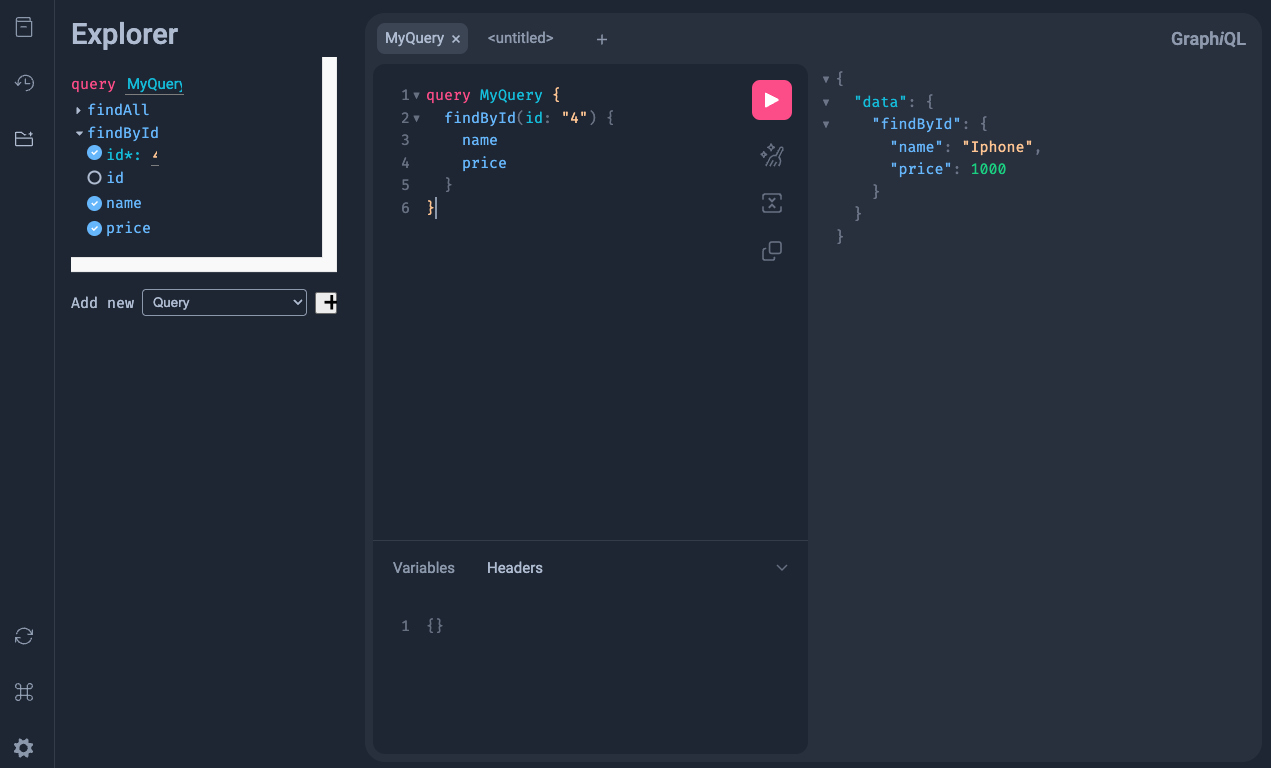 Explorer
query MyQuery
findAll
findById
id*: 4
id
name
price
Add new Query
MyQuery
<untitled>
GraphiQL
1 query MyQuery {
2 findById(id: "4") {
3 name
4 price
5 }
6 }
Variables Headers
1 {}
{
"data": {
"findById": {
"name": "Iphone",
"price": 1000
}
}
}